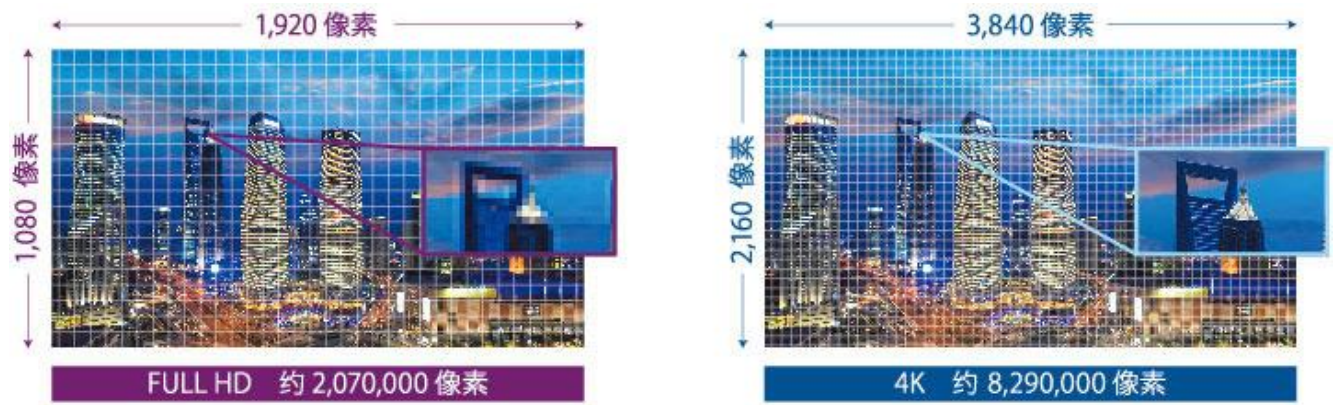 1,920 像素
3,840 像素
1,080 像素
2,160 像素
FULL HD 约 2,070,000 像素
4K 约 8,290,000 像素